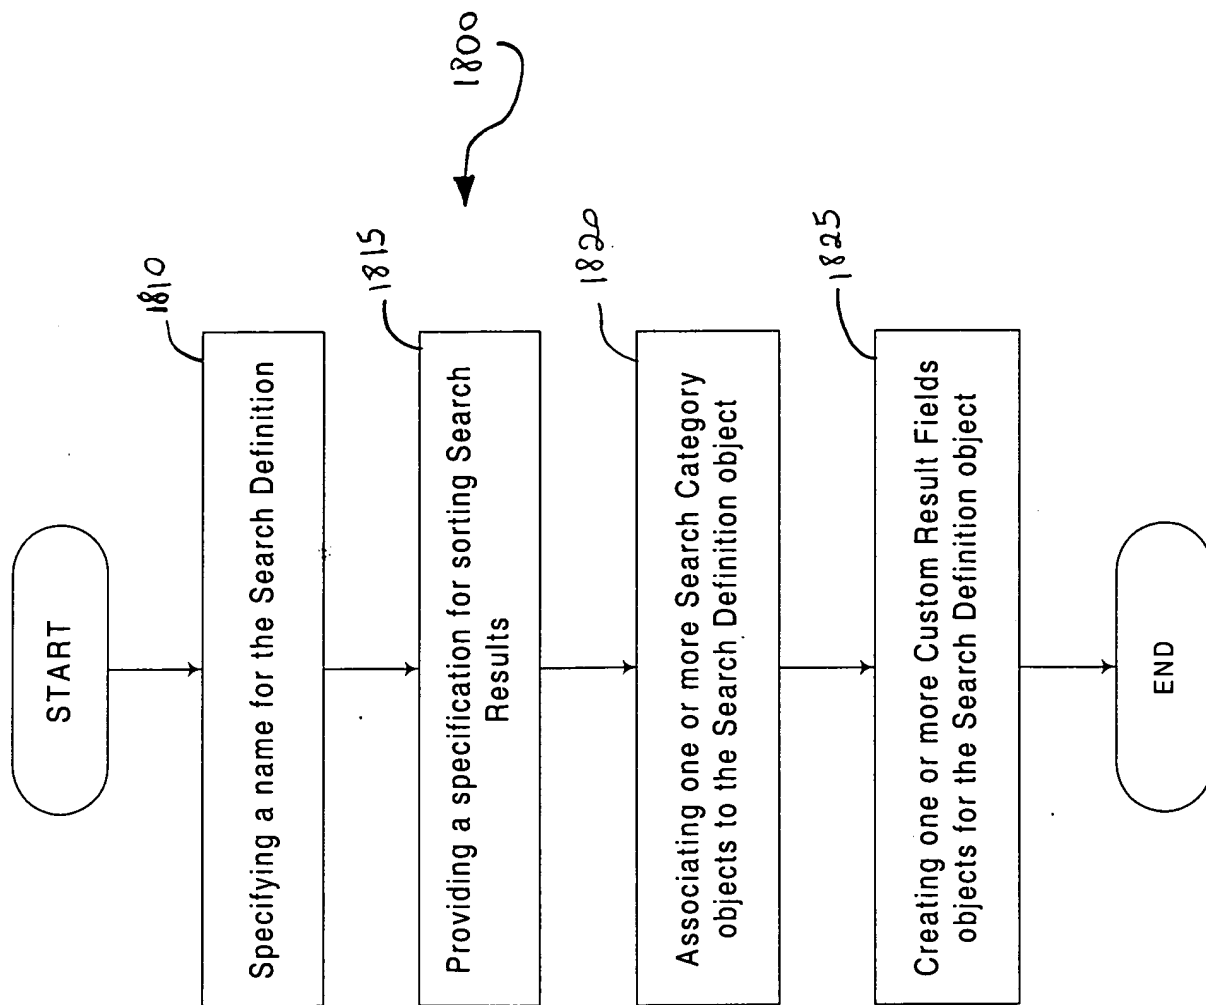 START
1800
1810
Specifying a name for the Search Definition
1815
Providing a specification for sorting Search
Results
1820
Associating one or more Search Category
objects to the Search Definition object
1825
Creating one or more Custom Result Fields
objects for the Search Definition object
END